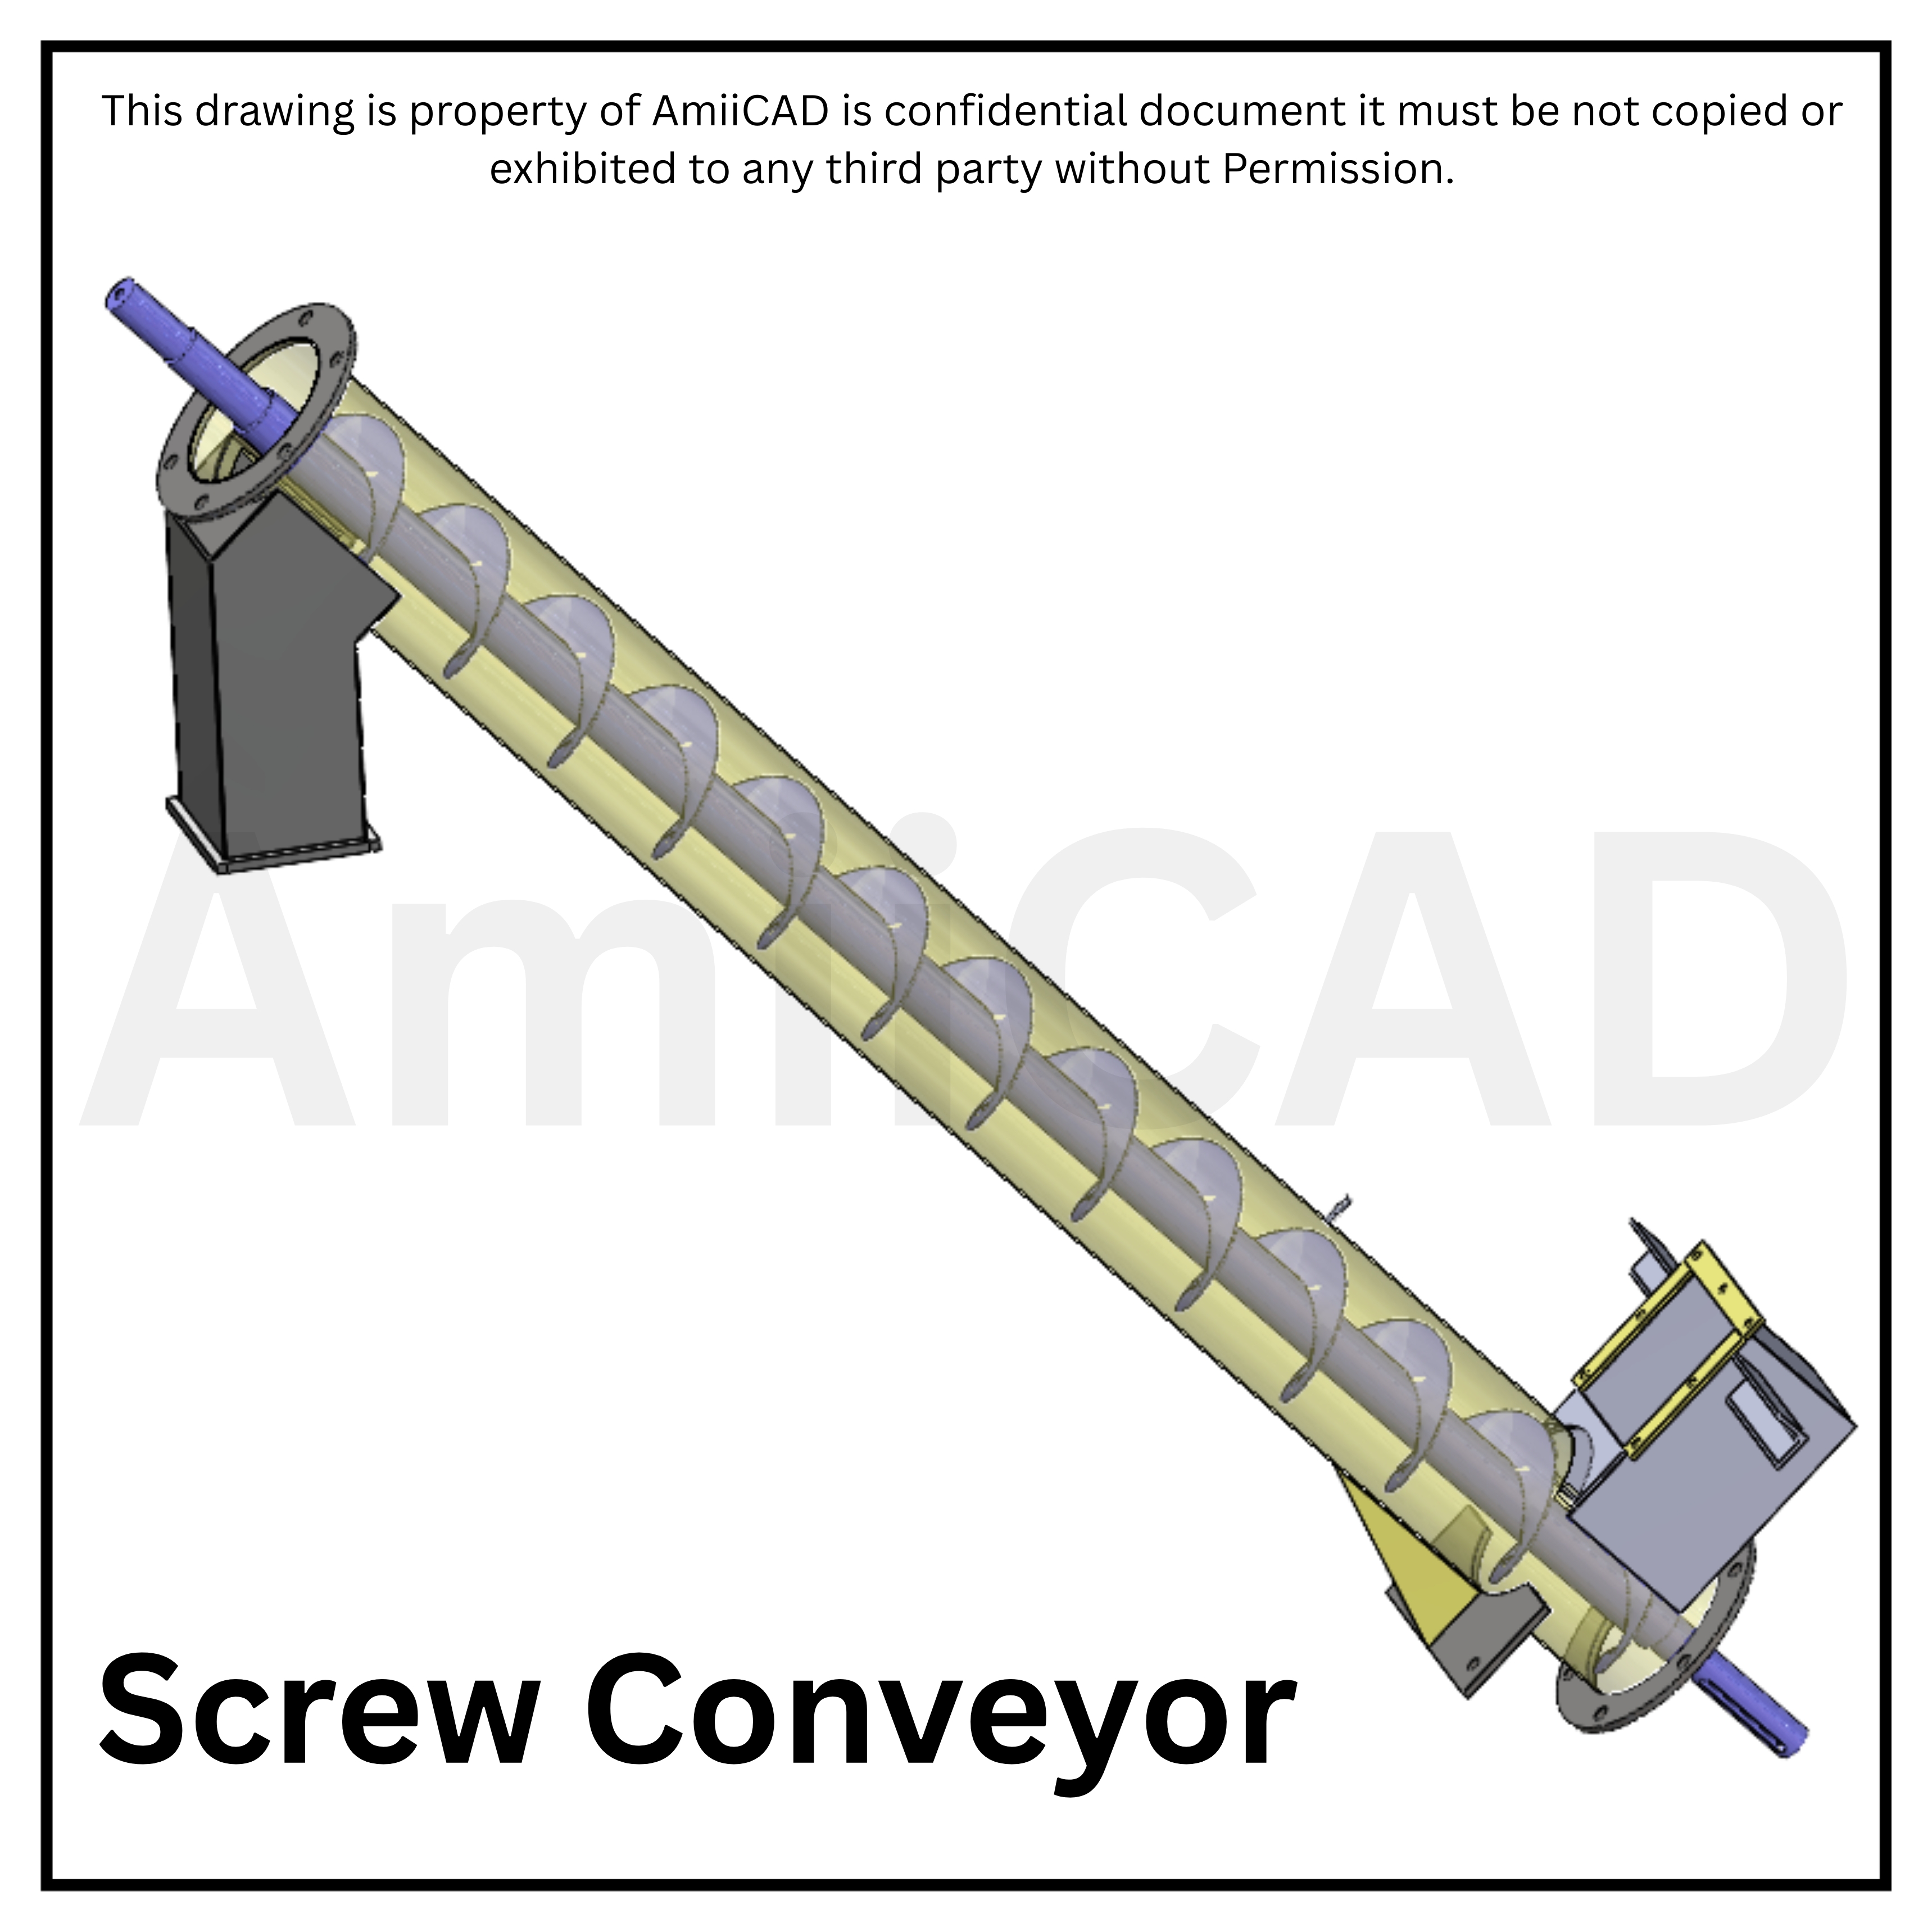 This drawing is property of AmiiCAD is confidential document it must be not copied or
exhibited to any third party without Permission.
AmiiCAD
Screw Conveyor